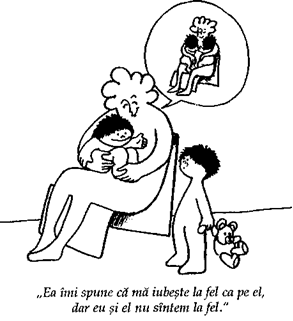 „Ea îmi spune că mă iubește la fel ca pe el,
dar eu și el nu sîntem la fel.“